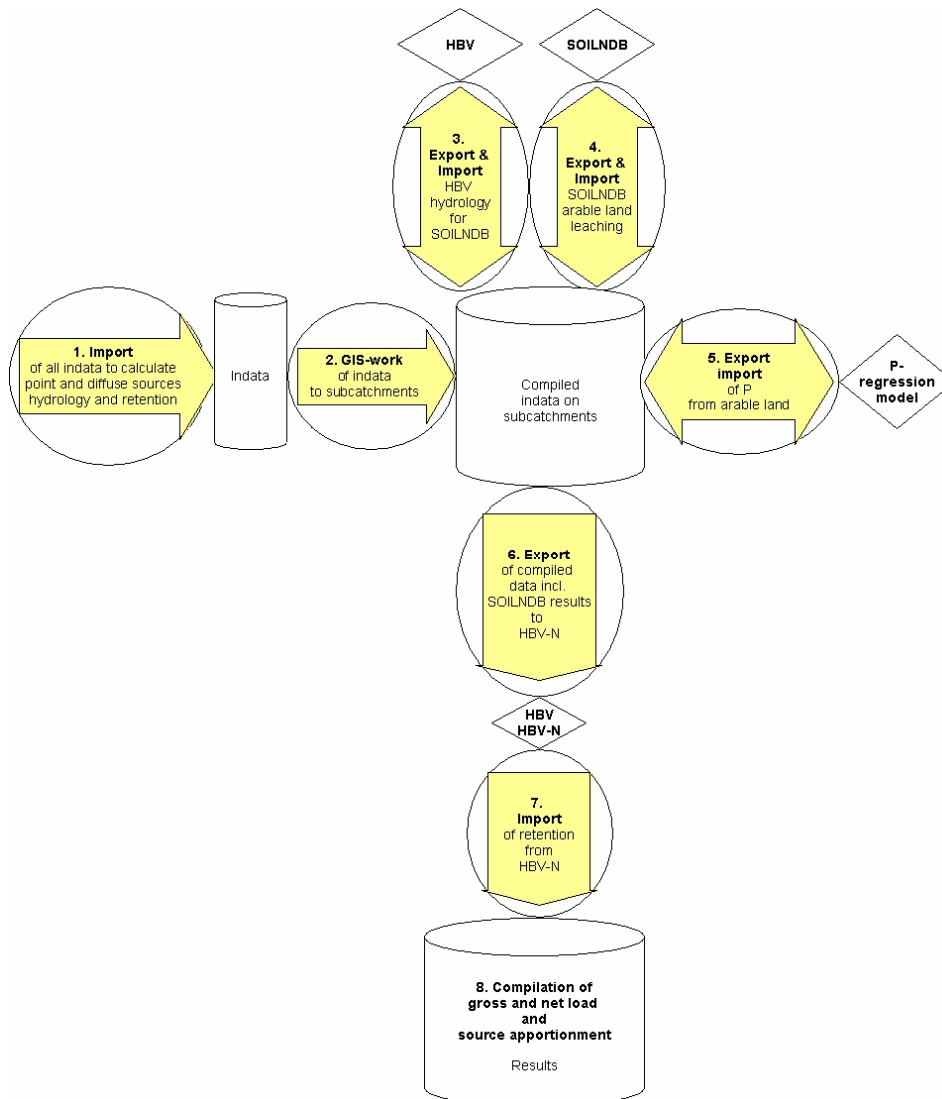 HBV
SOILNDB
3.
Export &
Import
HBV
hydrology
for
SOILNDB
4.
Export &
Import
SOILNDB
arable land
leaching
1. Import
of all indata to calculate
point and diffuse sources
hydrology and retention
Indata
2. GIS-work
of indata
to subcatchments
Compiled
indata on
subcatchments
5. Export
import
of P
from arable land
P-
regression
model
6. Export
of compiled
data incl.
SOILNDB results
to
HBV-N
HBV
HBV-N
7.
Import
of retention
from
HBV-N
8. Compilation of
gross and net load
and
source apportionment
Results